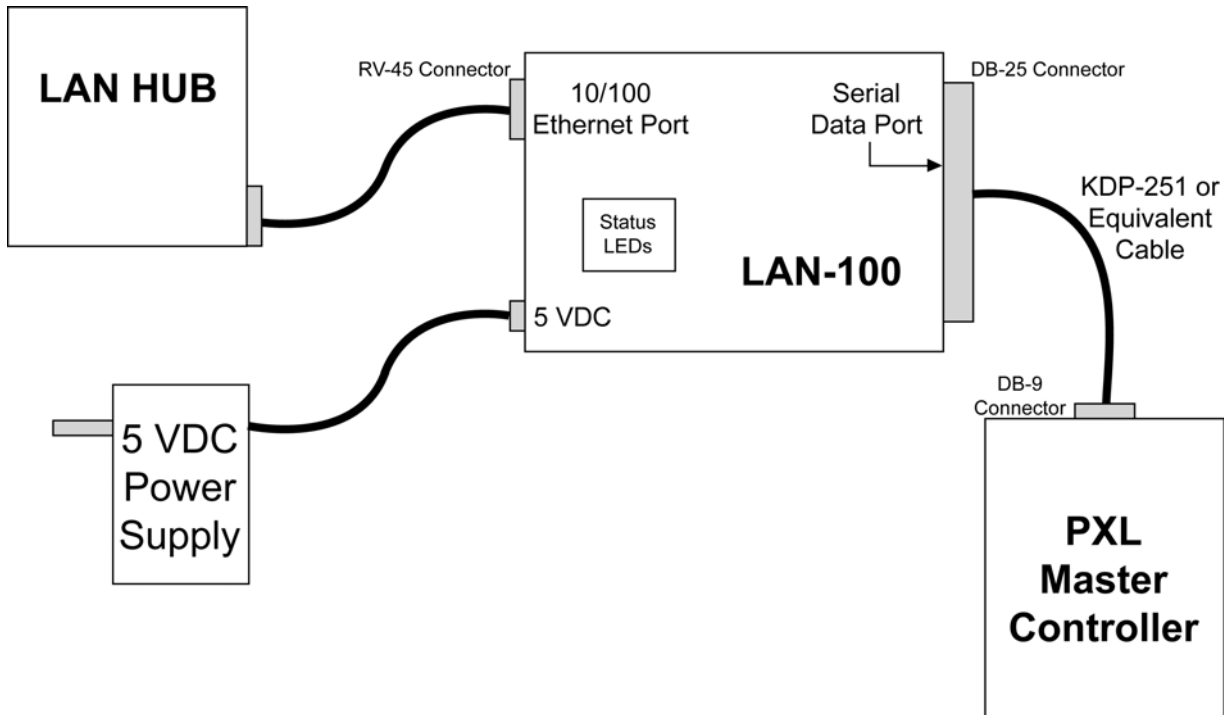 LAN HUB
RV-45 Connector
10/100
Ethernet Port
Serial
Data Port
DB-25 Connector
KDP-251 or
Equivalent
Cable
Status
LEDs
LAN-100
5 VDC
5 VDC
Power
Supply
DB-9
Connector
PXL
Master
Controller